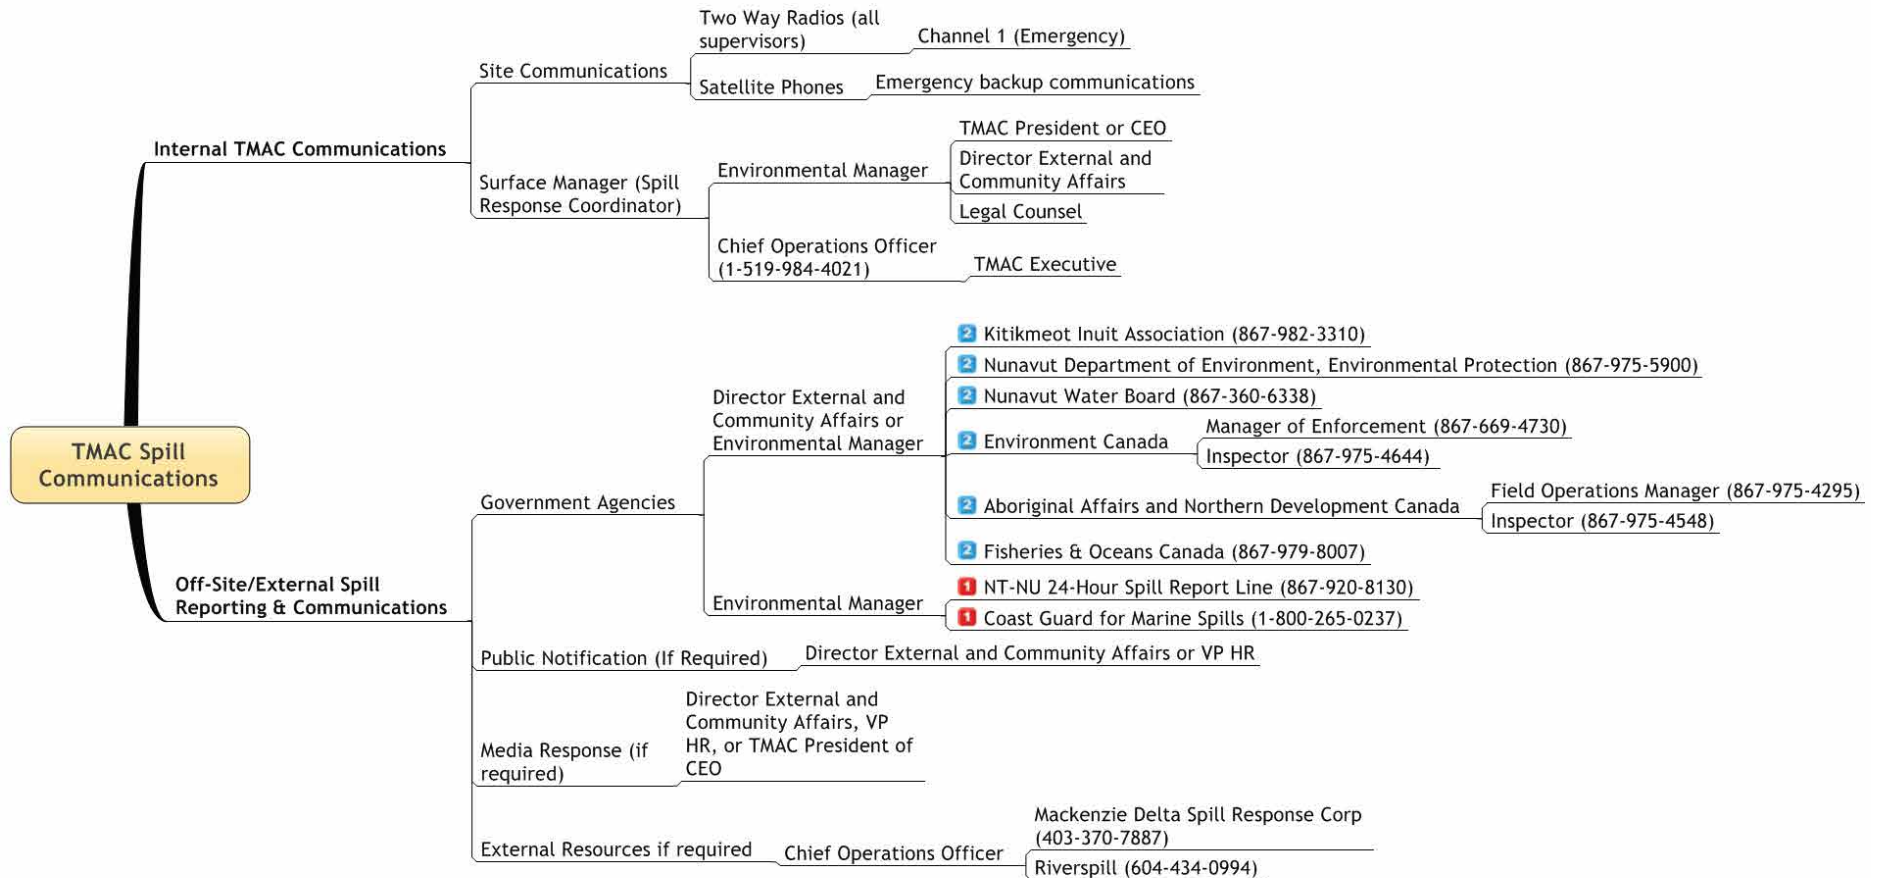 Two Way Radios (all
supervisors)
Channel 1 (Emergency)
Site Communications
Satellite Phones
Emergency backup communications
Internal TMAC Communications
TMAC President or CEO
Environmental Manager
Director External and
Community Affairs
Surface Manager (Spill
Response Coordinator)
Legal Counsel
Chief Operations Officer
(1-519-984-4021)
TMAC Executive
TMAC Spill
Communications
Off-Site/External Spill
Reporting & Communications
Government Agencies
Director External and
Community Affairs or
Environmental Manager
2 Kitikmeot Inuit Association (867-982-3310)
2 Nunavut Department of Environment, Environmental Protection (867-975-5900)
2 Nunavut Water Board (867-360-6338)
2 Environment Canada
Manager of Enforcement (867-669-4730)
Inspector (867-975-4644)
2 Aboriginal Affairs and Northern Development Canada
Field Operations Manager (867-975-4295)
Inspector (867-975-4548)
2 Fisheries & Oceans Canada (867-979-8007)
Environmental Manager
1 NT-NU 24-Hour Spill Report Line (867-920-8130)
1 Coast Guard for Marine Spills (1-800-265-0237)
Public Notification (If Required)
Director External and Community Affairs or VP HR
Media Response (if
required)
Director External and
Community Affairs, VP
HR, or TMAC President of
CEO
External Resources if required
Chief Operations Officer
Mackenzie Delta Spill Response Corp
(403-370-7887)
Riverspill (604-434-0994)